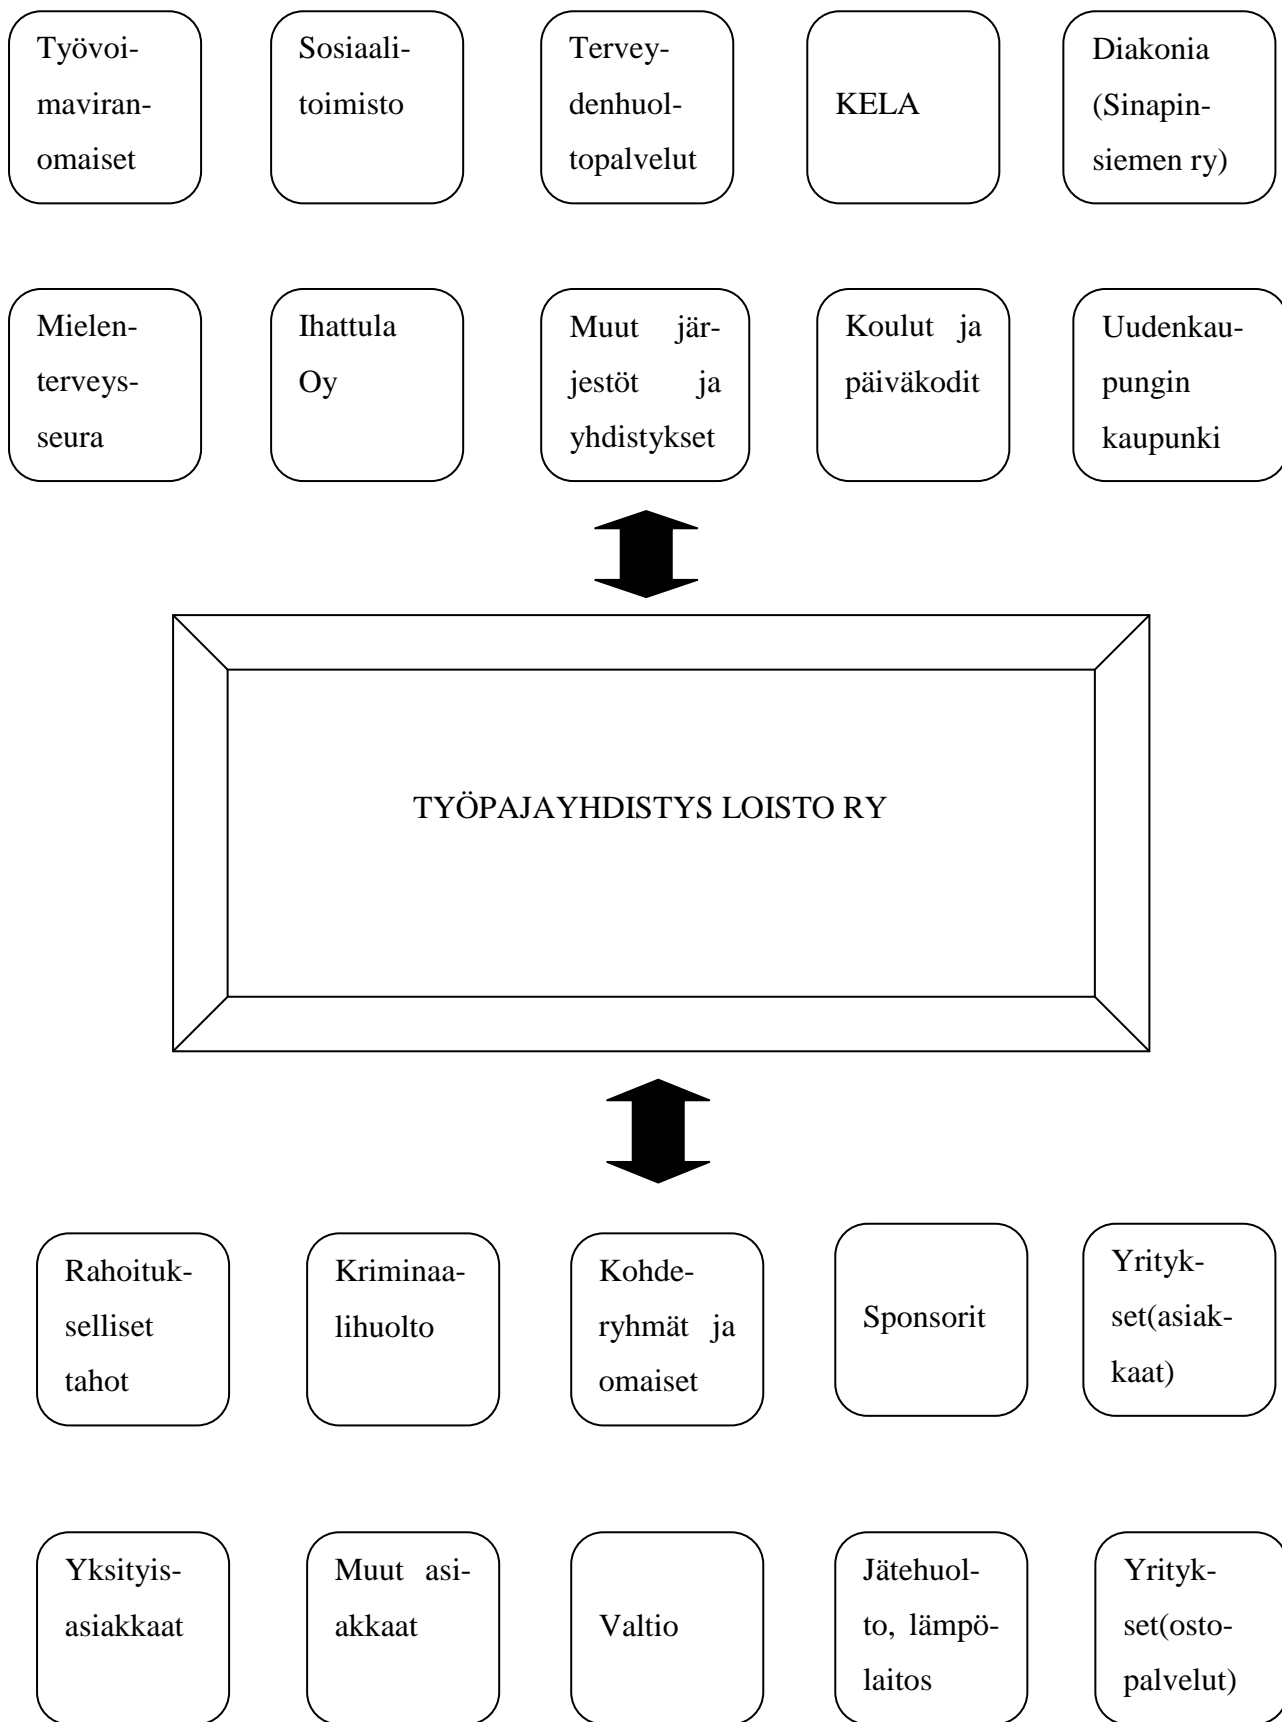 Työvoi-
maviran-
omaiset
Sosiaali-
toimisto
Tervey-
denhuol-
topalvelut
KELA
Diakonia
(Sinapin-
siemen ry)
Mielen-
terveys-
seura
Ihattula
Oy
Muut jär-
jestöt ja
yhdistykset
Koulut ja
päiväkodit
Uudenkau-
pungin
kaupunki
TYÖPAJAYHDISTYS LOISTO RY
Rahoituk-
selliset
tahot
Kriminaa-
lihuolto
Kohde-
ryhmät ja
omaiset
Sponsorit
Trityk-
set(asiak-
kaat)
Yksityis-
asiakkaat
Muut asi-
akkaat
Valtio
Jätehuol-
to, lämpö-
laitos
Yrityk-
set(osto-
palvelut)